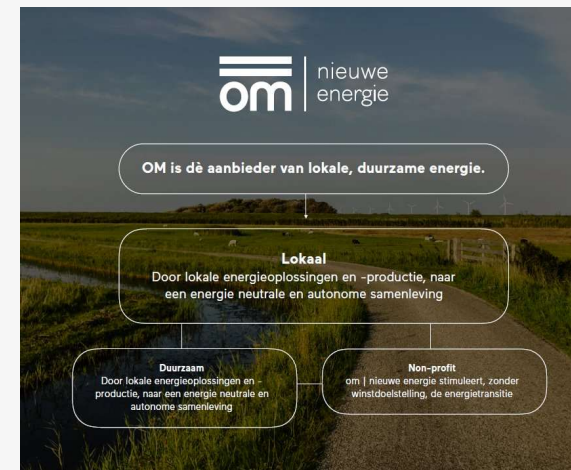 om
nieuwe
energie
OM is dè aanbieder van lokale, duurzame energie.
Lokaal
Door lokale energieoplossingen en -productie, naar
een energie neutrale en autonome samenleving
Duurzaam
Door lokale energieoplossingen en -
productie, naar een energie neutrale en
autonome samenleving
Non-profit
om | nieuwe energie stimuleert, zonder
winstdoelstelling, de energietransitie